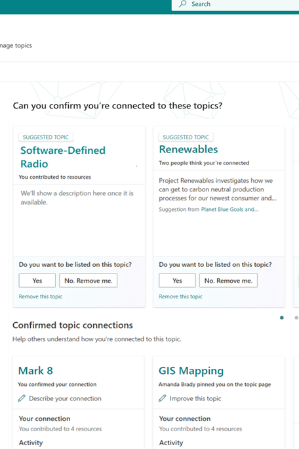 Search
nage topics
Can you confirm you're connected to these topics?
SUGGESTED TOPIC
Software-Defined
Radio
You contributed to resources
We'll show a description here once it is
available.
Do you want to be listed on this topic?
Yes
No. Remove me.
Remove this topic
SUGGESTED TOPIC
Renewables
Two people think your're connected
Project Renewables investigates how we
can get to carbon neutral production
processes for our newest consumer and...
Suggestion from Planet Blue Goals and...
Do you want to be listed on this topic?
Yes
No. Remove me.
Remove this topic
Confirmed topic connections
Help others understand how you're connected to this topic.
Mark 8
You confirmed your connection
Describe your connection
Your connection
You contributed to 4 resources
Activity
GIS Mapping
Amanda Brady pinned you on the topic page
Improve this topic
Your connection
You contributed to 4 resources
Activity